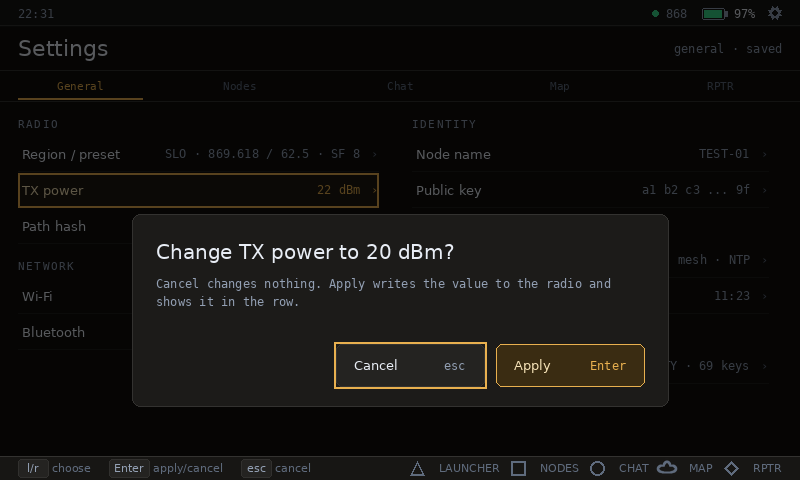 22:31 868 97%
Settings general · saved
General Nodes Chat Map RPTR
RADIO IDENTITY
Region / preset SLO · 869.618 / 62.5 · SF 8 › Node name TEST-01 ›
TX power 22 dBm › Public key a1 b2 c3 ... 9f ›
Path hash
NETWORK mesh · NTP ›
Wi-Fi 11:23 ›
Bluetooth
Y · 69 keys ›
Change TX power to 20 dBm?
Cancel changes nothing. Apply writes the value to the radio and
shows it in the row.
Cancel esc Apply Enter
l/r choose Enter apply/cancel esc cancel LAUNCHER NODES CHAT MAP RPTR